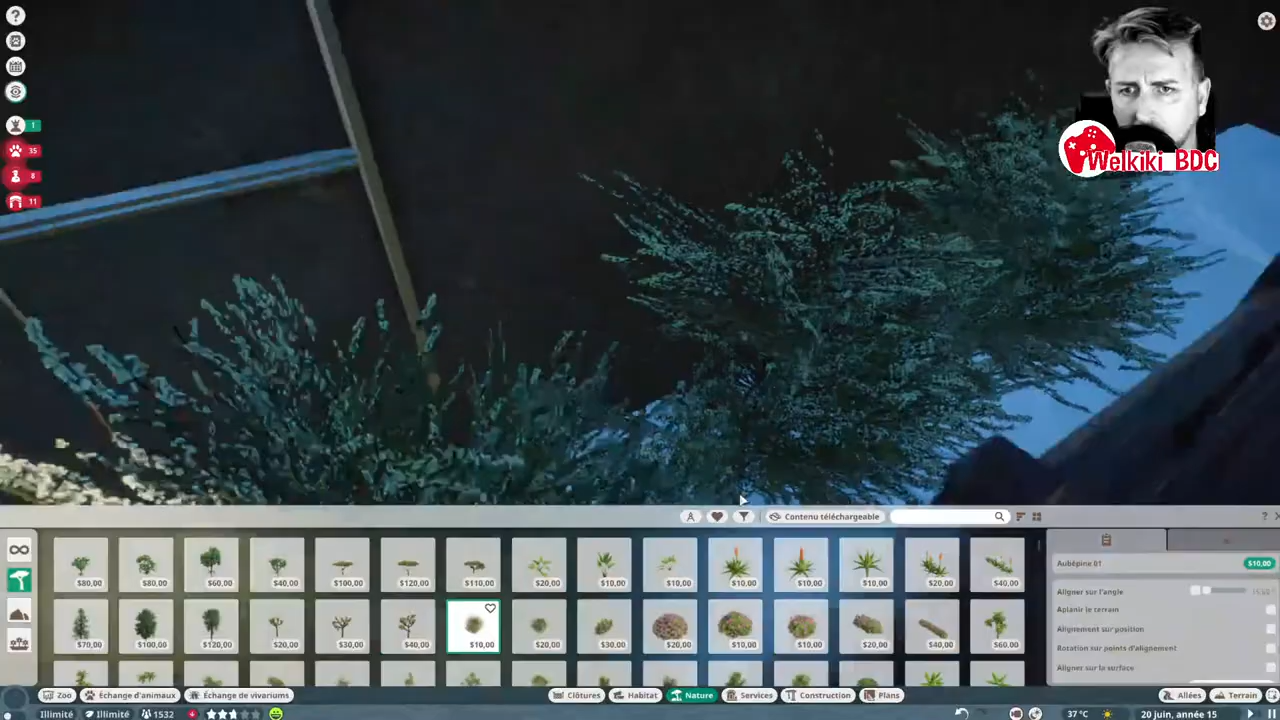 Welkiki BDC
1
35
8
11
Contenu téléchargeable
$80,00 $80,00 $60,00 $40,00 $100,00 $120,00 $110,00 $20,00 $10,00 $10,00 $10,00 $10,00 $10,00 $20,00 $40,00
$70,00 $100,00 $120,00 $20,00 $30,00 $40,00 $10,00 $20,00 $30,00 $20,00 $10,00 $10,00 $20,00 $40,00 $60,00
Aubépine 01 $10,00
Aligner sur l'angle
Aplanir le terrain
Alignement sur position
Rotation sur points d'alignement
Aligner sur la surface
Zoo Échange d'animaux Échange de vivariums Clôtures Habitat Nature Services Construction Plans Allées Terrain
Illimité Illimité 1532 37 °C 20 juin, année 15